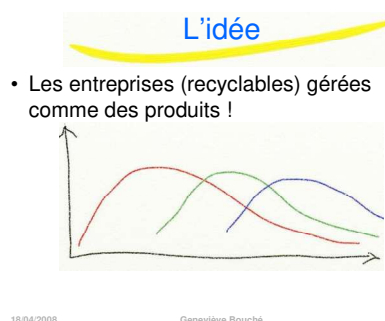 L'idée
• Les entreprises (recyclables) gérées
comme des produits !
18/04/2008 Geneviève Bouché